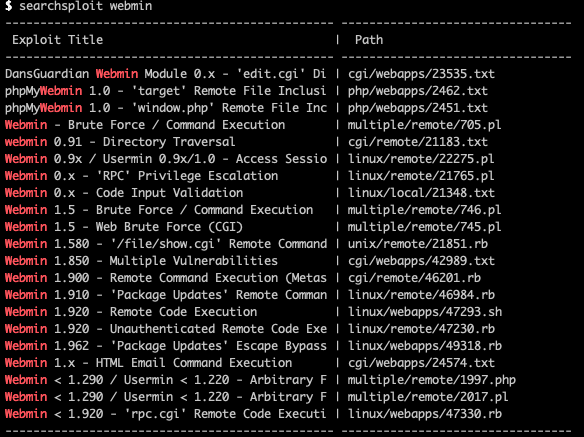 $ searchsploit webmin
---------------------------------------------- ---------------------------------
 Exploit Title | Path
---------------------------------------------- ---------------------------------
DansGuardian Webmin Module 0.x - 'edit.cgi' Di | cgi/webapps/23535.txt
phpMyWebmin 1.0 - 'target' Remote File Inclusi | php/webapps/2462.txt
phpMyWebmin 1.0 - 'window.php' Remote File Inc | php/webapps/2451.txt
Webmin - Brute Force / Command Execution | multiple/remote/705.pl
webmin 0.91 - Directory Traversal | cgi/remote/21183.txt
Webmin 0.9x / Usermin 0.9x/1.0 - Access Sessio | linux/remote/22275.pl
Webmin 0.x - 'RPC' Privilege Escalation | linux/remote/21765.pl
Webmin 0.x - Code Input Validation | linux/local/21348.txt
Webmin 1.5 - Brute Force / Command Execution | multiple/remote/746.pl
Webmin 1.5 - Web Brute Force (CGI) | multiple/remote/745.pl
Webmin 1.580 - '/file/show.cgi' Remote Command | unix/remote/21851.rb
Webmin 1.850 - Multiple Vulnerabilities | cgi/webapps/42989.txt
Webmin 1.900 - Remote Command Execution (Metas | cgi/remote/46201.rb
Webmin 1.910 - 'Package Updates' Remote Comman | linux/remote/46984.rb
Webmin 1.920 - Remote Code Execution | linux/webapps/47293.sh
Webmin 1.920 - Unauthenticated Remote Code Exe | linux/remote/47230.rb
Webmin 1.962 - 'Package Updates' Escape Bypass | linux/webapps/49318.rb
Webmin 1.x - HTML Email Command Execution | cgi/webapps/24574.txt
Webmin < 1.290 / Usermin < 1.220 - Arbitrary F | multiple/remote/1997.php
Webmin < 1.290 / Usermin < 1.220 - Arbitrary F | multiple/remote/2017.pl
Webmin < 1.920 - 'rpc.cgi' Remote Code Executi | linux/webapps/47330.rb
---------------------------------------------- ---------------------------------